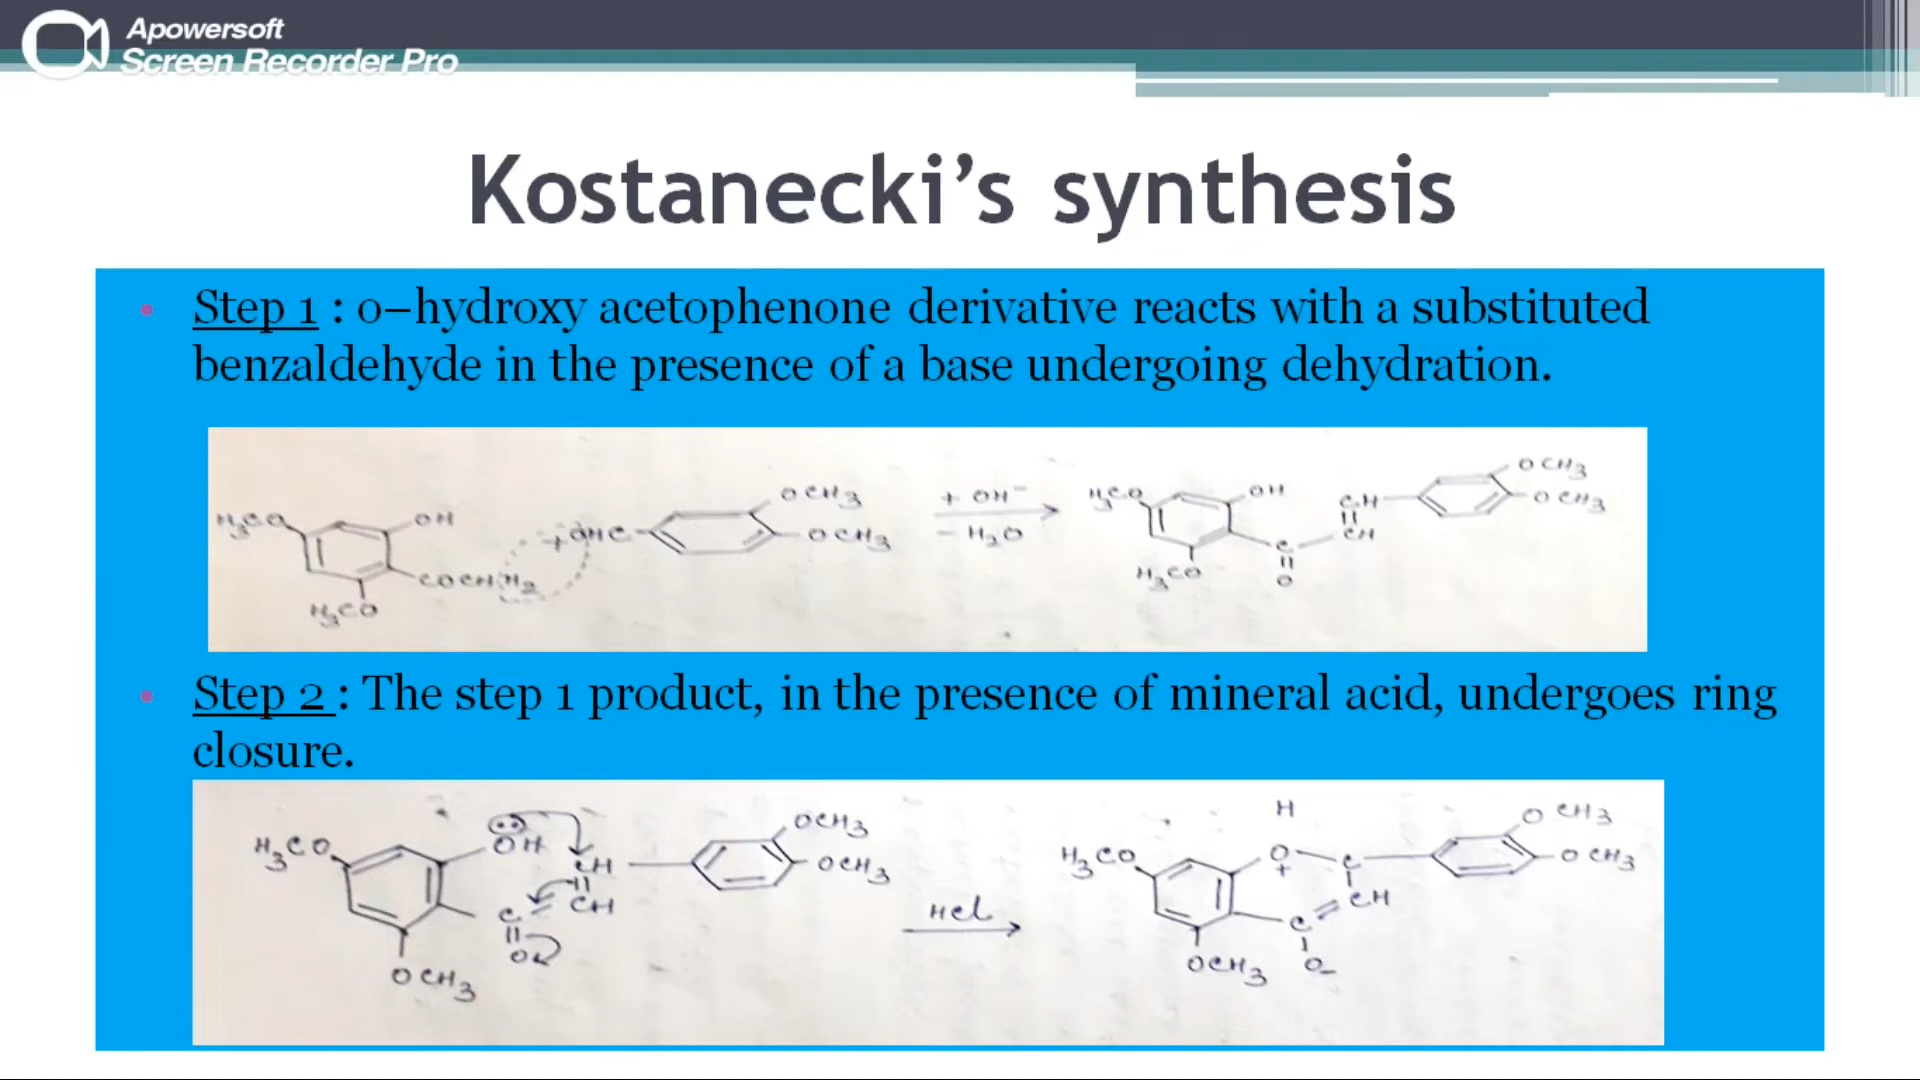 Apowersoft
Screen Recorder Pro
Kostanecki's synthesis
• Step 1 : o–hydroxy acetophenone derivative reacts with a substituted
benzaldehyde in the presence of a base undergoing dehydration.
H₃CO OH COCH H₂ H₃CO
+ OHC OCH₃ OCH₃
+ OH⁻
- H₂O
H₃CO OH H₃CO C O CH CH OCH₃ OCH₃
• Step 2 : The step 1 product, in the presence of mineral acid, undergoes ring
closure.
H₃CO OH CH CH C O OCH₃ OCH₃ OCH₃
HCl
H₃CO H O + C CH C O- OCH₃ OCH₃ OCH₃